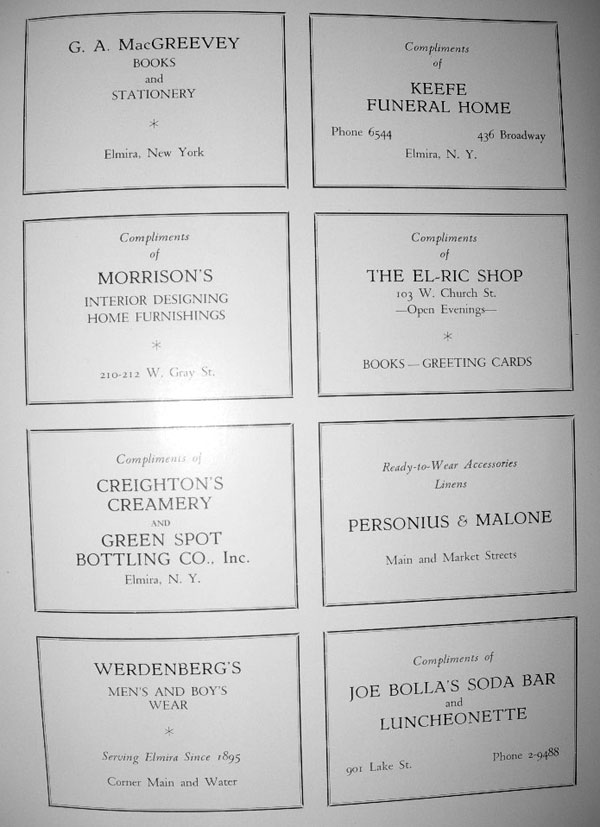 G. A. MacGREEVEY
BOOKS
and
STATIONERY
*
Elmira, New York
Compliments
of
KEEFE
FUNERAL HOME
Phone 6544 436 Broadway
Elmira, N. Y.
Compliments
of
MORRISON'S
INTERIOR DESIGNING
HOME FURNISHINGS
*
210-212 W. Gray St.
Compliments
of
THE EL-RIC SHOP
103 W. Church St.
—Open Evenings—
*
BOOKS — GREETING CARDS
Compliments of
CREIGHTON'S
CREAMERY
AND
GREEN SPOT
BOTTLING CO., Inc.
Elmira, N. Y.
Ready-to-Wear Accessories
Linens
PERSONIUS & MALONE
Main and Market Streets
WERDENBERG'S
MEN'S AND BOY'S
WEAR
*
Serving Elmira Since 1895
Corner Main and Water
Compliments of
JOE BOLLA'S SODA BAR
and
LUNCHEONETTE
901 Lake St. Phone 2-9488